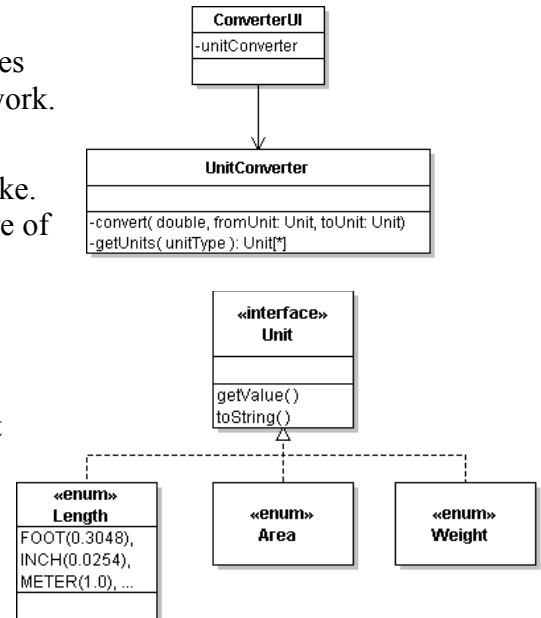 ConverterUI
-unitConverter
es
work.
UnitConverter
ke.
-convert( double, fromUnit: Unit, toUnit: Unit)
e of
-getUnits( unitType ): Unit[*]
«interface»
Unit
getValue()
toString()
t
«enum»
Length
FOOT(0.3048),
INCH(0.0254),
METER(1.0), ...
«enum»
Area
«enum»
Weight